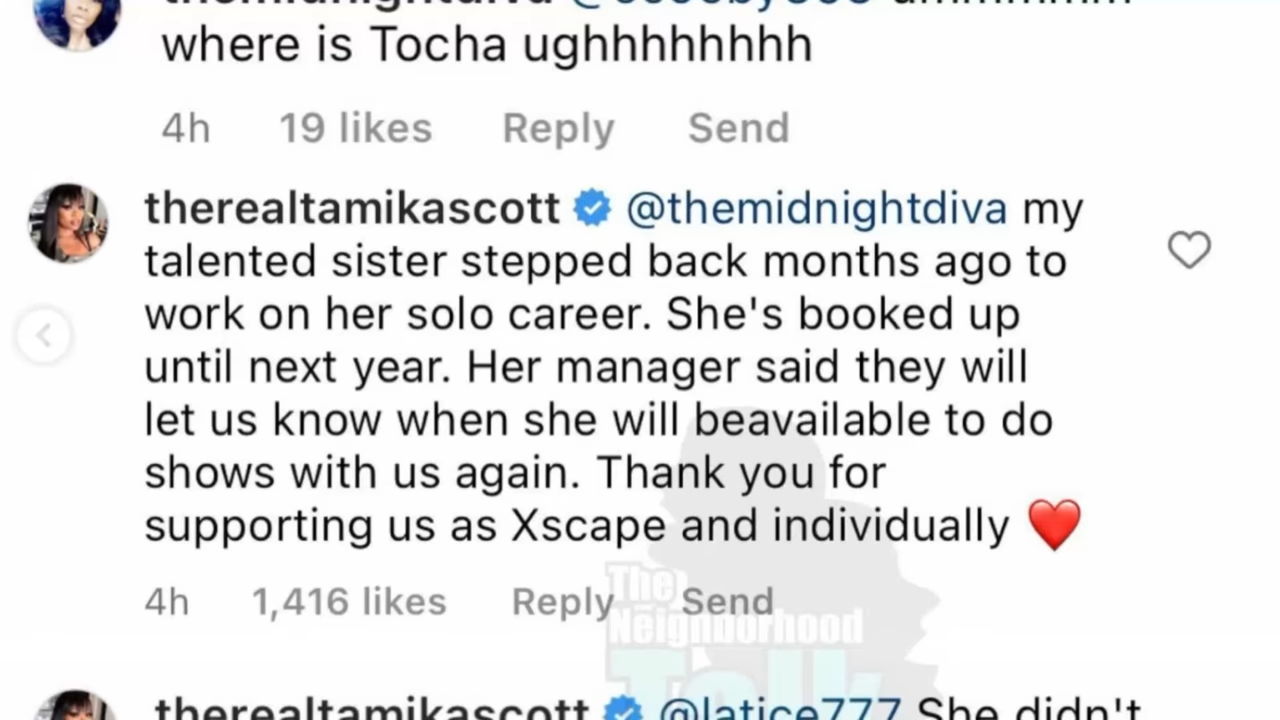 where is Tocha ughhhhhhhhh
4h 19 likes Reply Send
therealtamikascott @themidnightdiva my
talented sister stepped back months ago to
work on her solo career. She's booked up
until next year. Her manager said they will
let us know when she will beavailable to do
shows with us again. Thank you for
supporting us as Xscape and individually ❤️
4h 1,416 likes Reply Send
The
Neighborhood
Talk
therealtamikascott @latice777 She didn't